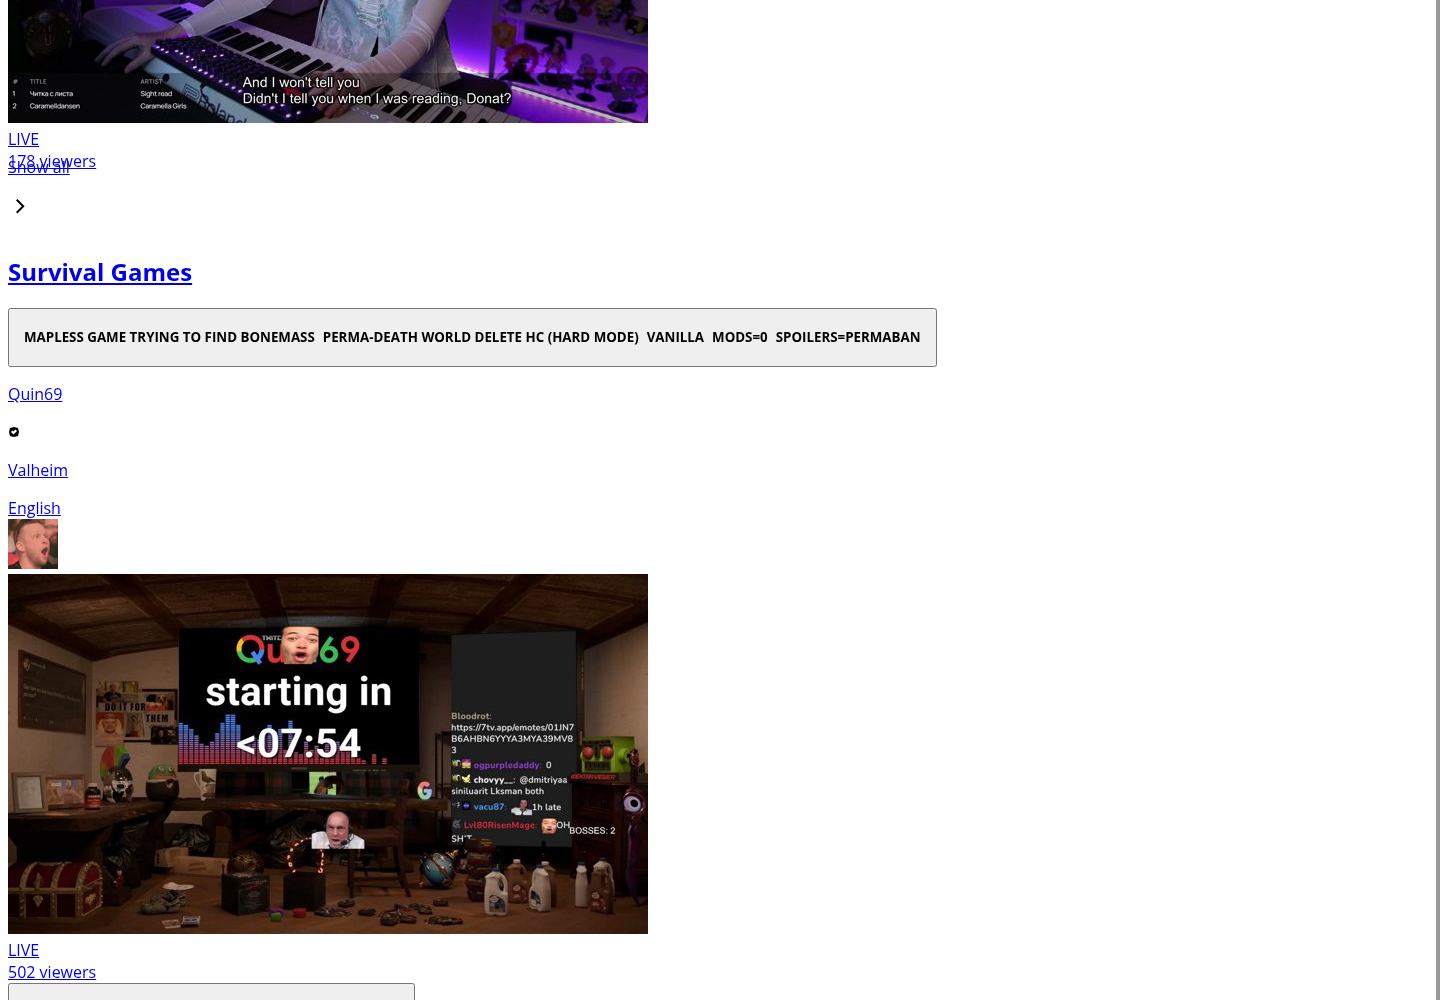 # TITLE ARTIST
1 Читка с листа Sight read
2 Caramelldansen Caramella Girls
And I won't tell you
Didn't I tell you when I was reading, Donat?
Roland
LIVE
178 viewers
Show all
Survival Games
MAPLESS GAME TRYING TO FIND BONEMASS PERMA-DEATH WORLD DELETE HC (HARD MODE) VANILLA MODS=0 SPOILERS=PERMABAN
Quin69
Valheim
English
starting in
<07:54
DO IT FOR
THEM
Bloodrot:
https://7tv.app/emotes/01JN7
B6AHBN6YYYA3MYA39MV8
3
ogpurpledaddy: 0
chovyy__: @dmitriyaa
siniluarit Lksman both
vacu87: 1h late
Lvl80RisenMage: OH
SH*T
BOSSES: 2
LIVE
502 viewers